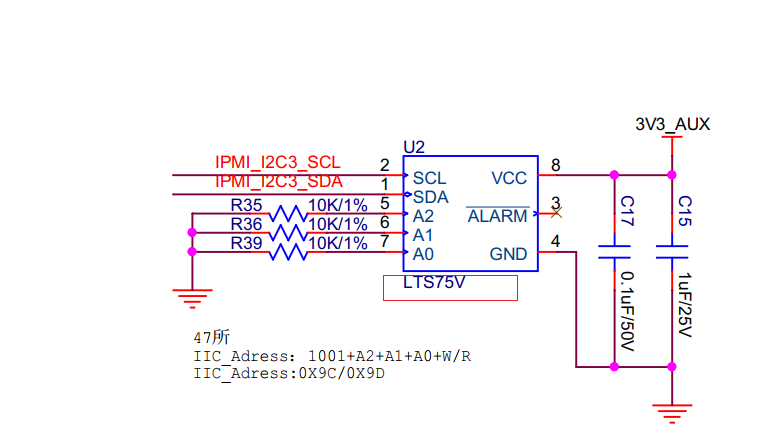 3V3_AUX
U2
IPMI_I2C3_SCL 2 SCL VCC 8
IPMI_I2C3_SDA 1 SDA
R35 10K/1% 5 A2 ALARM 3
R36 10K/1% 6 A1
R39 10K/1% 7 A0 GND 4
C17
0.1uF/50V
C15
1uF/25V
LTS75V
47所
IIC_Adress: 1001+A2+A1+A0+W/R
IIC_Adress:0X9C/0X9D